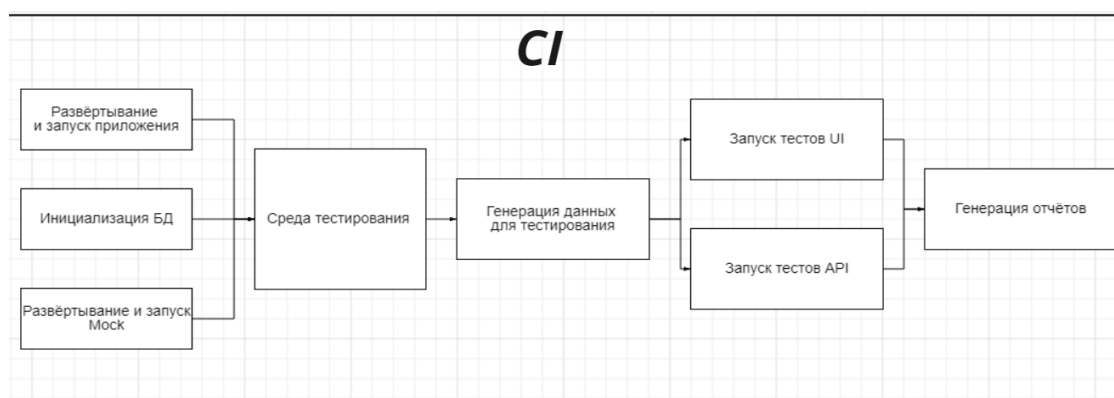 CI
Развёртывание
и запуск приложения
Инициализация БД
Развёртывание и запуск
Mock
Среда тестирования
Генерация данных
для тестирования
Запуск тестов UI
Запуск тестов API
Генерация отчётов